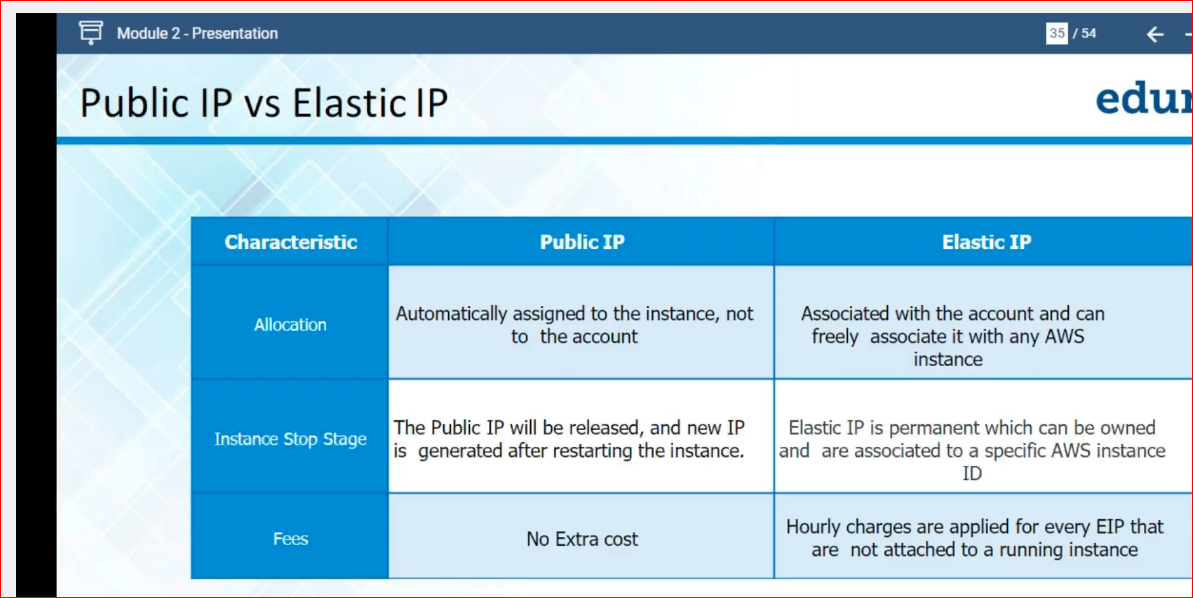 Module 2 - Presentation
35 / 54
Public IP vs Elastic IP
Characteristic
Public IP
Elastic IP
Allocation
Automatically assigned to the instance, not
to the account
Associated with the account and can
freely associate it with any AWS
instance
Instance Stop Stage
The Public IP will be released, and new IP
is generated after restarting the instance.
Elastic IP is permanent which can be owned
and are associated to a specific AWS instance
ID
Fees
No Extra cost
Hourly charges are applied for every EIP that
are not attached to a running instance